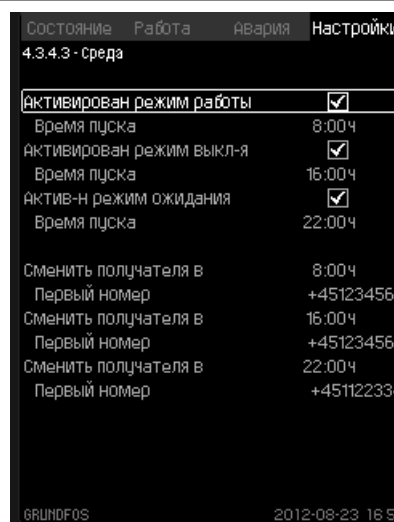 Состояние Работа Авария Настройки
4.3.4.3 - Среда
Активирован режим работы
Время пуска 8:00ч
Активирован режим выкл-я
Время пуска 16:00ч
Актив-н режим ожидания
Время пуска 22:00ч
Сменить получателя в 8:00ч
Первый номер +45123456
Сменить получателя в 16:00ч
Первый номер +45123456
Сменить получателя в 22:00ч
Первый номер +4511223
GRUNDFOS 2012-08-23 16:5